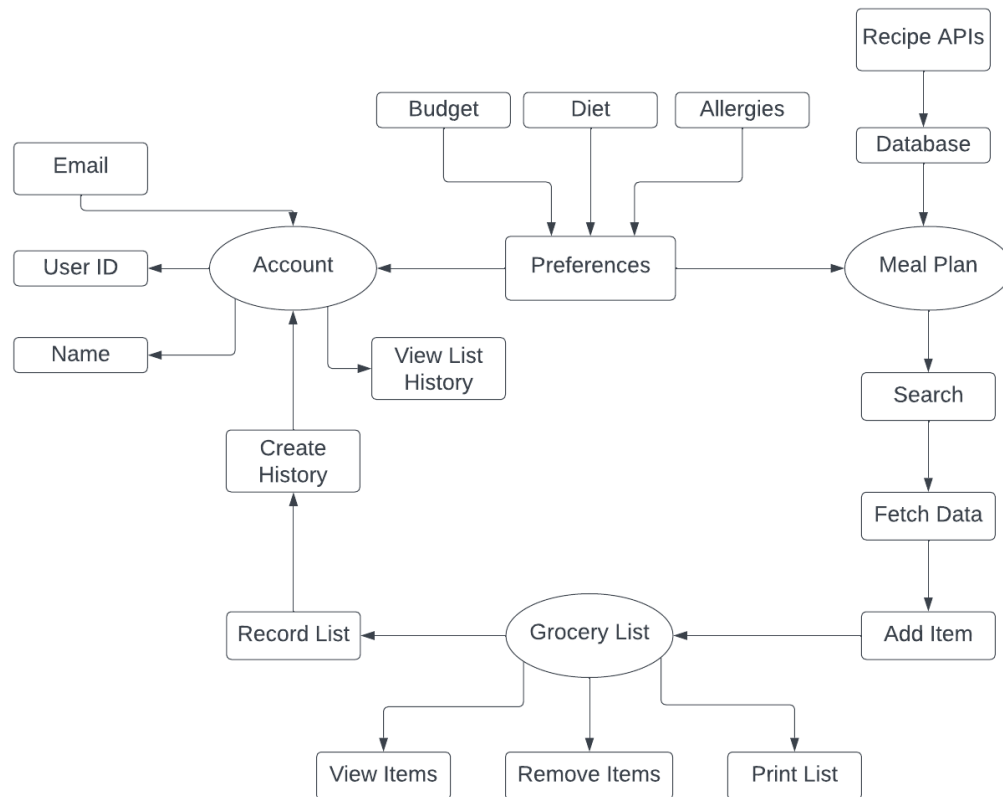 Recipe APIs
Budget
Diet
Allergies
Database
Email
User ID
Account
Preferences
Meal Plan
Name
View List
History
Search
Create
History
Fetch Data
Record List
Grocery List
Add Item
View Items
Remove Items
Print List